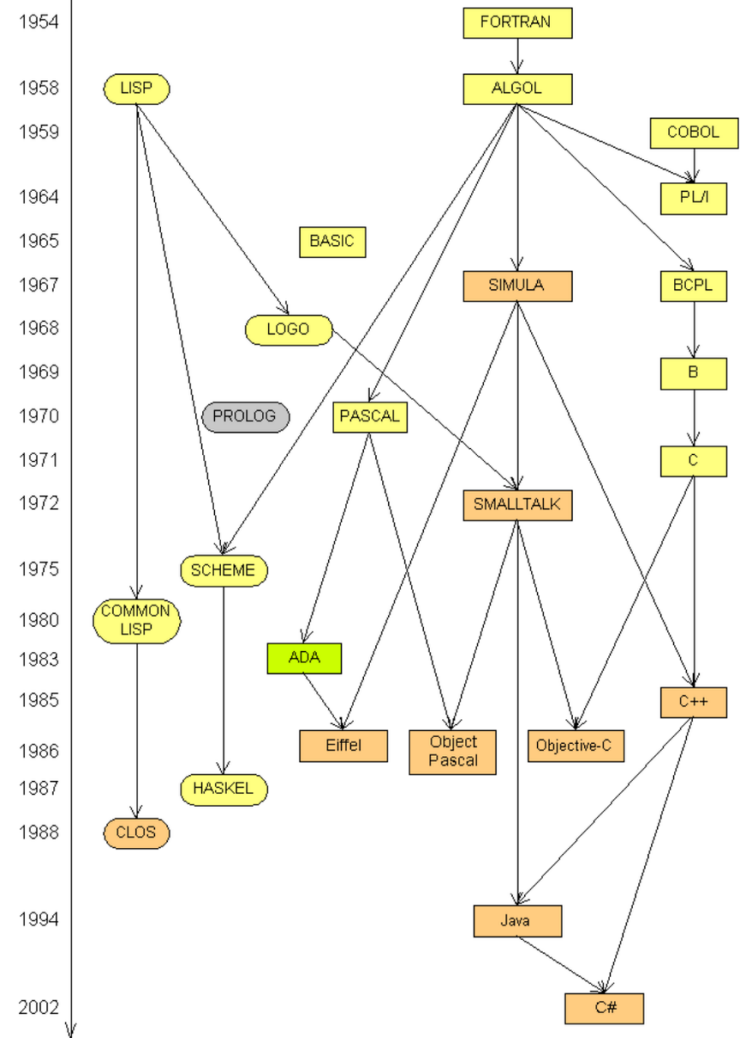 1954
FORTRAN
1958
LISP
ALGOL
1959
COBOL
1964
PL/I
1965
BASIC
1967
SIMULA
BCPL
1968
LOGO
1969
B
1970
PROLOG
PASCAL
1971
C
1972
SMALLTALK
1975
SCHEME
1980
COMMON
LISP
1983
ADA
1985
C++
1986
Eiffel
Object
Pascal
Objective-C
1987
HASKEL
1988
CLOS
1994
Java
2002
C#